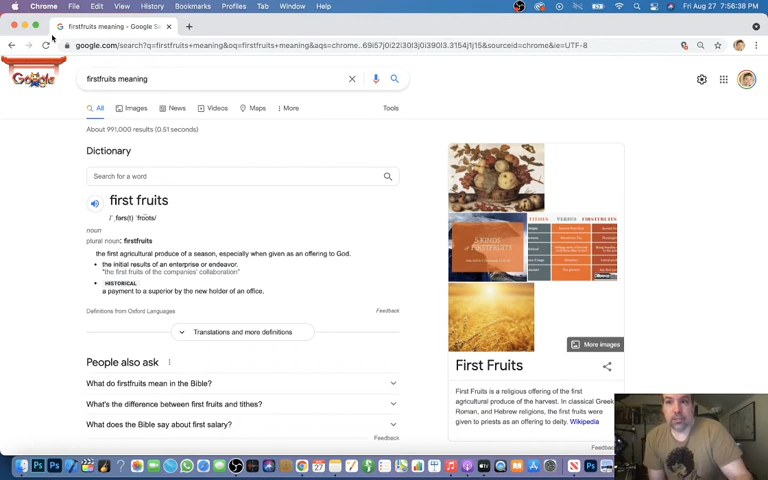 Chrome File Edit View History Bookmarks Profiles Tab Window Help Fri Aug 27 7:56:38 PM
firstfruits meaning - Google Se
google.com/search?q=firstfruits+meaning&oq=firstfruits+meaning&aqs=chrome..69i57j0i22i30l3j0i390l3.3154j1j15&sourceid=chrome&ie=UTF-8
Google
firstfruits meaning
All Images News Videos Maps More Tools
About 991,000 results (0.51 seconds)
Dictionary
Search for a word
first fruits
noun
plural noun: firstfruits
the first agricultural produce of a season, especially when given as an offering to God.
• the initial results of an enterprise or endeavor.
"the first fruits of the companies' collaboration"
• HISTORICAL
a payment to a superior by the new holder of an office.
Definitions from Oxford Languages Feedback
Translations and more definitions
People also ask
What do firstfruits mean in the Bible?
What's the difference between first fruits and tithes?
What does the Bible say about first salary?
Feedback
TITHES VERSUS FIRSTFRUITS
5 KINDS
OF FIRSTFRUITS
More images
First Fruits
First Fruits is a religious offering of the first
agricultural produce of the harvest. In classical Greek,
Roman, and Hebrew religions, the first fruits were
given to priests as an offering to deity. Wikipedia
Feedback